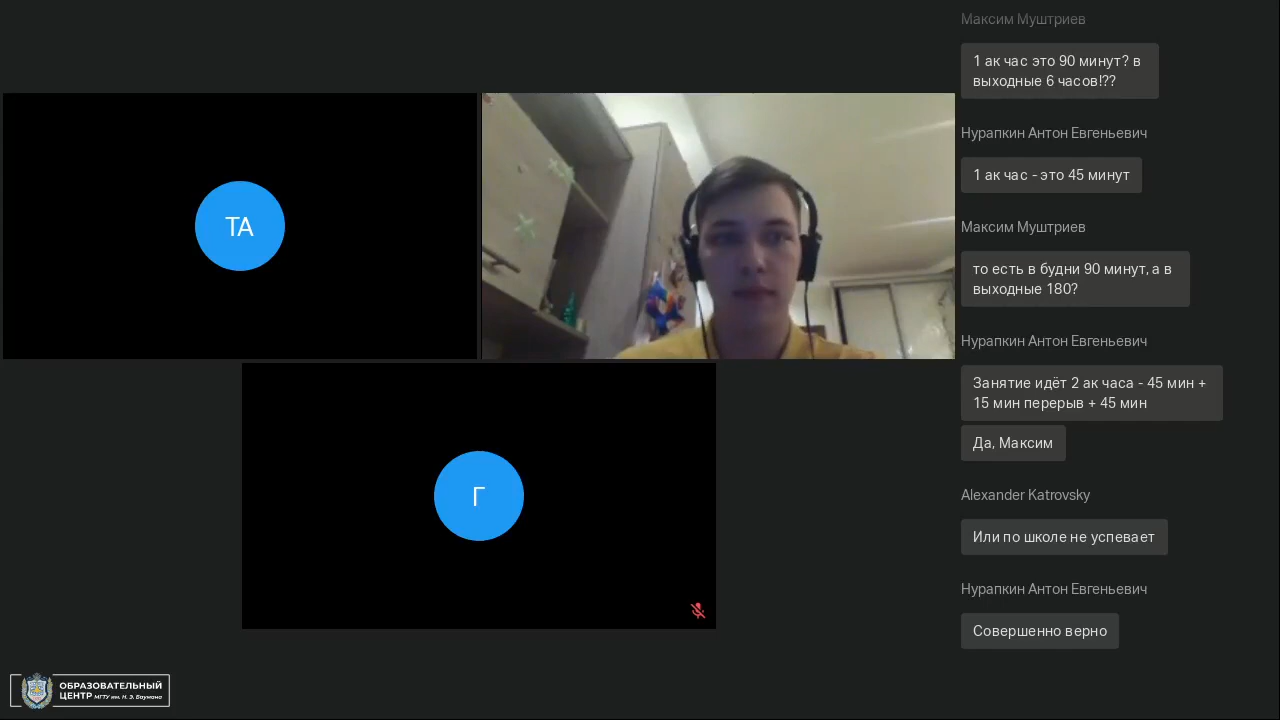 ТА
Г
ОБРАЗОВАТЕЛЬНЫЙ
ЦЕНТР МГТУ им. Н. Э. Баумана
Максим Муштриев
1 ак час это 90 минут? в
выходные 6 часов!??
Нурапкин Антон Евгеньевич
1 ак час - это 45 минут
Максим Муштриев
то есть в будни 90 минут, а в
выходные 180?
Нурапкин Антон Евгеньевич
Занятие идёт 2 ак часа - 45 мин +
15 мин перерыв + 45 мин
Да, Максим
Alexander Katrovsky
Или по школе не успевает
Нурапкин Антон Евгеньевич
Совершенно верно